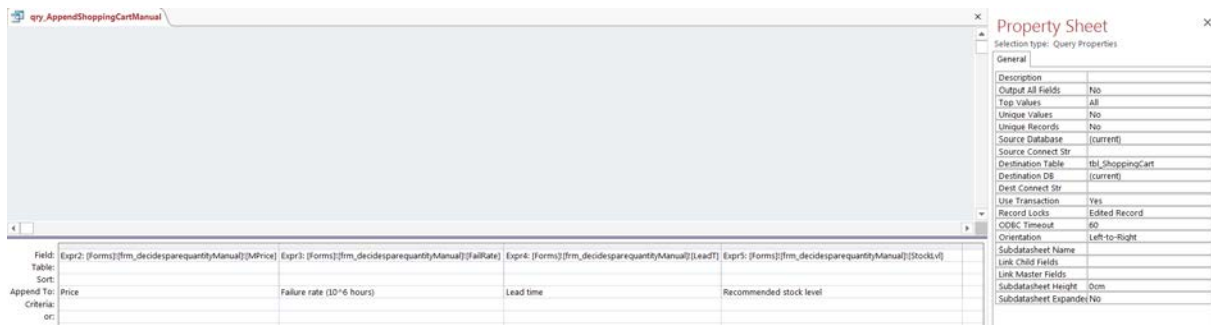 qry_AppendShoppingCartManual
Field: Expr2: [Forms]![frm_decidesparequantityManual]![MPrice] Expr3: [Forms]![frm_decidesparequantityManual]![FailRate] Expr4: [Forms]![frm_decidesparequantityManual]![LeadT] Expr5: [Forms]![frm_decidesparequantityManual]![StockLvl]
Table:
Sort:
Append To: Price Failure rate (10^6 hours) Lead time Recommended stock level
Criteria:
or:
Property Sheet
Selection type: Query Properties
General
Description
Output All Fields No
Top Values All
Unique Values No
Unique Records No
Source Database (current)
Source Connect Str
Destination Table tbl_ShoppingCart
Destination DB (current)
Dest Connect Str
Use Transaction Yes
Record Locks Edited Record
ODBC Timeout 60
Orientation Left-to-Right
Subdatasheet Name
Link Child Fields
Link Master Fields
Subdatasheet Height 0cm
Subdatasheet Expanded No